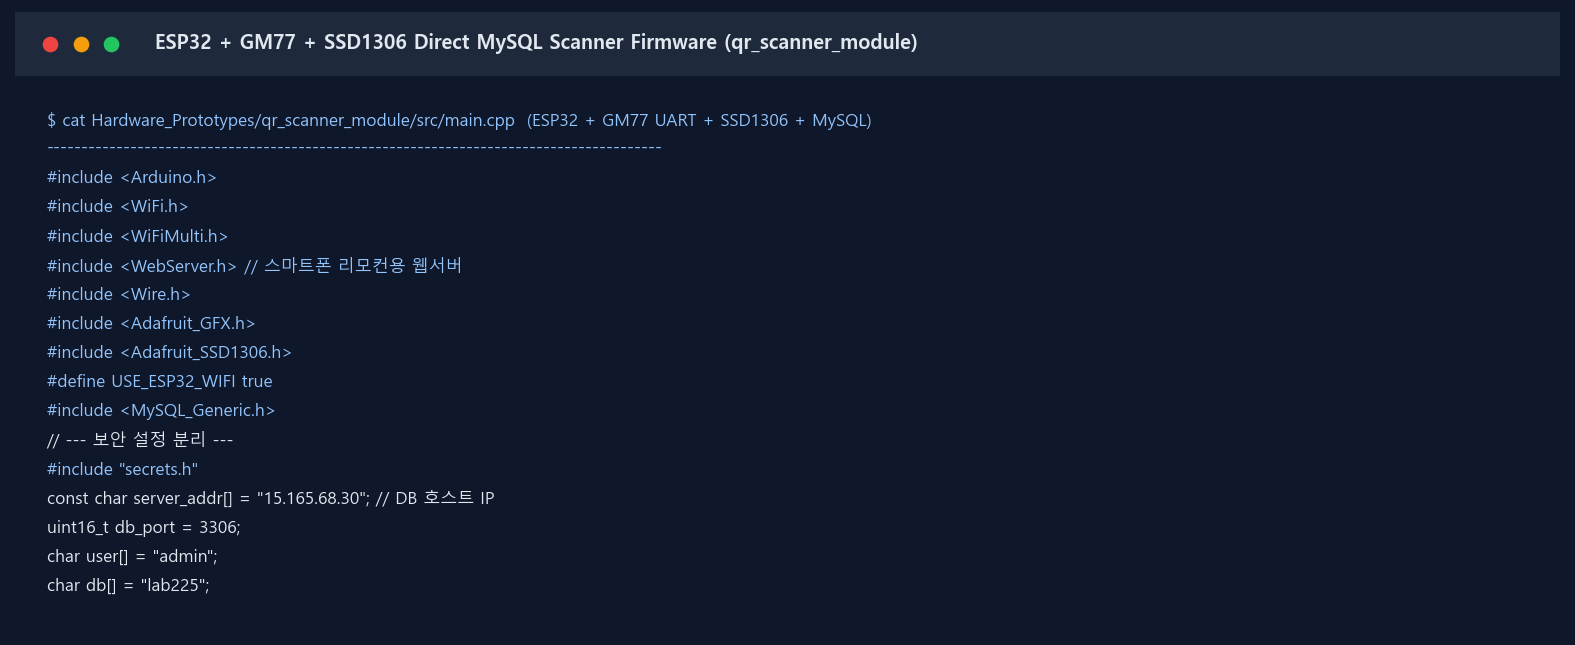 ESP32 + GM77 + SSD1306 Direct MySQL Scanner Firmware (qr_scanner_module)
$ cat Hardware_Prototypes/qr_scanner_module/src/main.cpp  (ESP32 + GM77 UART + SSD1306 + MySQL)
------------------------------------------------------------------------------------------
#include <Arduino.h>
#include <WiFi.h>
#include <WiFiMulti.h>
#include <WebServer.h> // 스마트폰 리모컨용 웹서버
#include <Wire.h>
#include <Adafruit_GFX.h>
#include <Adafruit_SSD1306.h>
#define USE_ESP32_WIFI true
#include <MySQL_Generic.h>
// --- 보안 설정 분리 ---
#include "secrets.h"
const char server_addr[] = "15.165.68.30"; // DB 호스트 IP
uint16_t db_port = 3306;
char user[] = "admin";
char db[] = "lab225";